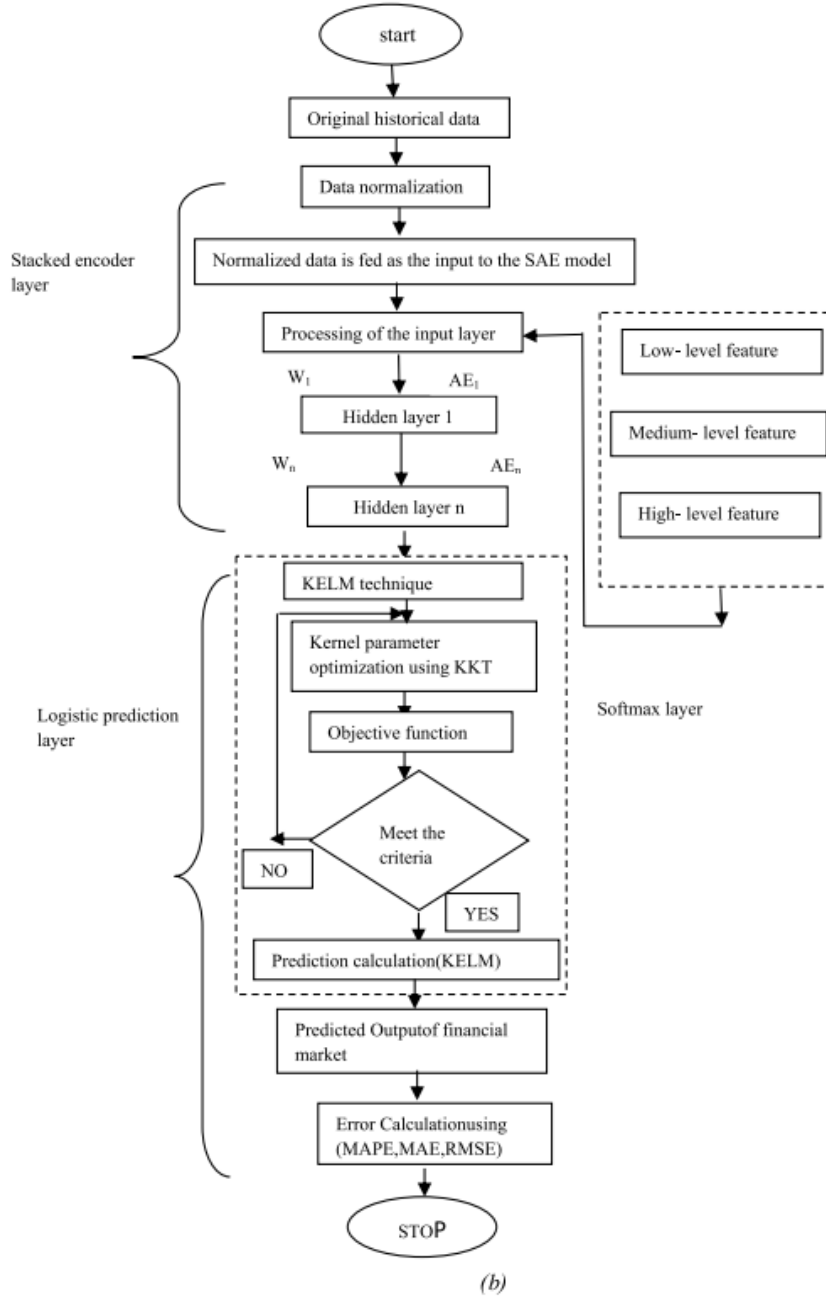 start
Original historical data
Data normalization
Stacked encoder
layer
Normalized data is fed as the input to the SAE model
Processing of the input layer
Low- level feature
W₁ AE₁
Hidden layer 1
Medium- level feature
Wₙ AEₙ
Hidden layer n
High- level feature
KELM technique
Kernel parameter
optimization using KKT
Logistic prediction
layer
Softmax layer
Objective function
Meet the
criteria
NO
YES
Prediction calculation(KELM)
Predicted Outputof financial
market
Error Calculationusing
(MAPE,MAE,RMSE)
STOP
(b)